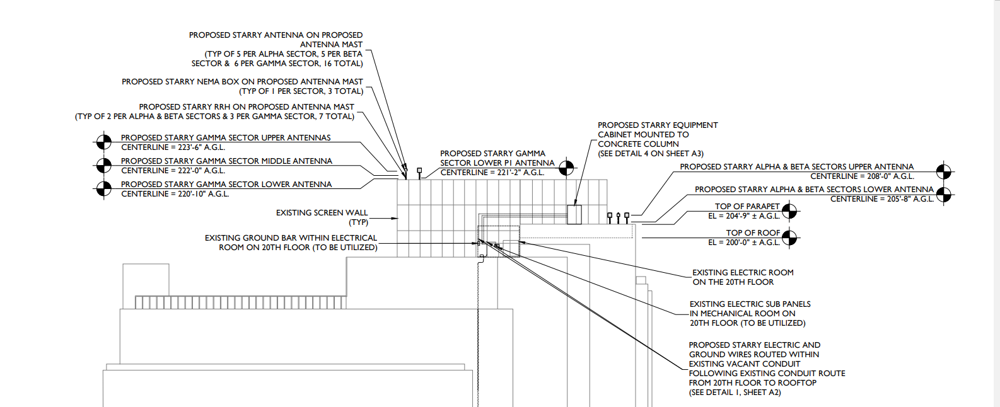 PROPOSED STARRY ANTENNA ON PROPOSED
ANTENNA MAST
(TYP OF 5 PER ALPHA SECTOR, 5 PER BETA
SECTOR & 6 PER GAMMA SECTOR, 16 TOTAL)
PROPOSED STARRY NEMA BOX ON PROPOSED ANTENNA MAST
(TYP OF 1 PER SECTOR, 3 TOTAL)
PROPOSED STARRY RRH ON PROPOSED ANTENNA MAST
(TYP OF 2 PER ALPHA & BETA SECTORS & 3 PER GAMMA SECTOR, 7 TOTAL)
PROPOSED STARRY GAMMA SECTOR UPPER ANTENNAS
CENTERLINE = 223'-6" A.G.L.
PROPOSED STARRY GAMMA SECTOR MIDDLE ANTENNA
CENTERLINE = 222'-0" A.G.L.
PROPOSED STARRY GAMMA SECTOR LOWER ANTENNA
CENTERLINE = 220'-10" A.G.L.
EXISTING SCREEN WALL
(TYP)
EXISTING GROUND BAR WITHIN ELECTRICAL
ROOM ON 20TH FLOOR (TO BE UTILIZED)
PROPOSED STARRY GAMMA
SECTOR LOWER P1 ANTENNA
CENTERLINE = 221'-2" A.G.L.
PROPOSED STARRY EQUIPMENT
CABINET MOUNTED TO
CONCRETE COLUMN
(SEE DETAIL 4 ON SHEET A3)
PROPOSED STARRY ALPHA & BETA SECTORS UPPER ANTENNA
CENTERLINE = 208'-0" A.G.L.
PROPOSED STARRY ALPHA & BETA SECTORS LOWER ANTENNA
CENTERLINE = 205'-8" A.G.L.
TOP OF PARAPET
EL = 204'-9" ± A.G.L.
TOP OF ROOF
EL = 200'-0" ± A.G.L.
EXISTING ELECTRIC ROOM
ON THE 20TH FLOOR
EXISTING ELECTRIC SUB PANELS
IN MECHANICAL ROOM ON
20TH FLOOR (TO BE UTILIZED)
PROPOSED STARRY ELECTRIC AND
GROUND WIRES ROUTED WITHIN
EXISTING VACANT CONDUIT
FOLLOWING EXISTING CONDUIT ROUTE
FROM 20TH FLOOR TO ROOFTOP
(SEE DETAIL 1, SHEET A2)